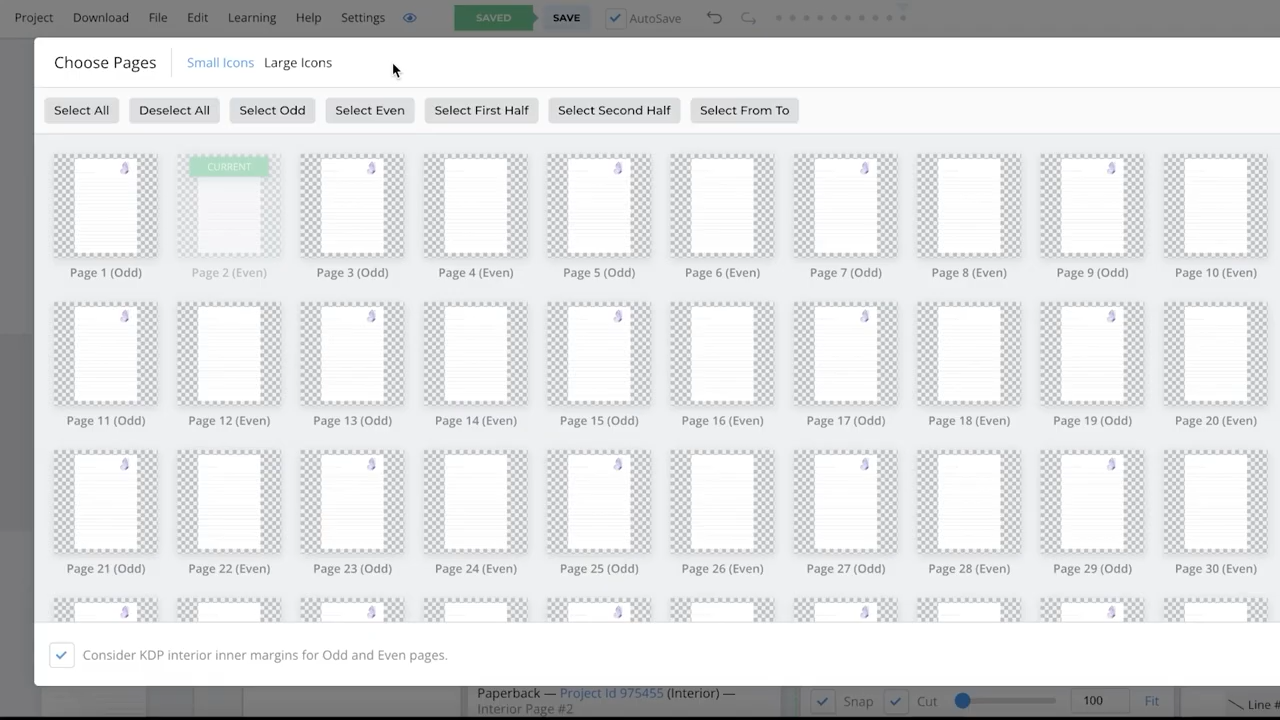 Project Download File Edit Learning Help Settings SAVED SAVE AutoSave
Choose Pages Small Icons Large Icons
Select All Deselect All Select Odd Select Even Select First Half Select Second Half Select From To
CURRENT
Page 1 (Odd) Page 2 (Even) Page 3 (Odd) Page 4 (Even) Page 5 (Odd) Page 6 (Even) Page 7 (Odd) Page 8 (Even) Page 9 (Odd) Page 10 (Even)
Page 11 (Odd) Page 12 (Even) Page 13 (Odd) Page 14 (Even) Page 15 (Odd) Page 16 (Even) Page 17 (Odd) Page 18 (Even) Page 19 (Odd) Page 20 (Even)
Page 21 (Odd) Page 22 (Even) Page 23 (Odd) Page 24 (Even) Page 25 (Odd) Page 26 (Even) Page 27 (Odd) Page 28 (Even) Page 29 (Odd) Page 30 (Even)
Consider KDP interior inner margins for Odd and Even pages.
Paperback — Project Id 975455 (Interior) —
Interior Page #2
Snap Cut 100 Fit Line #